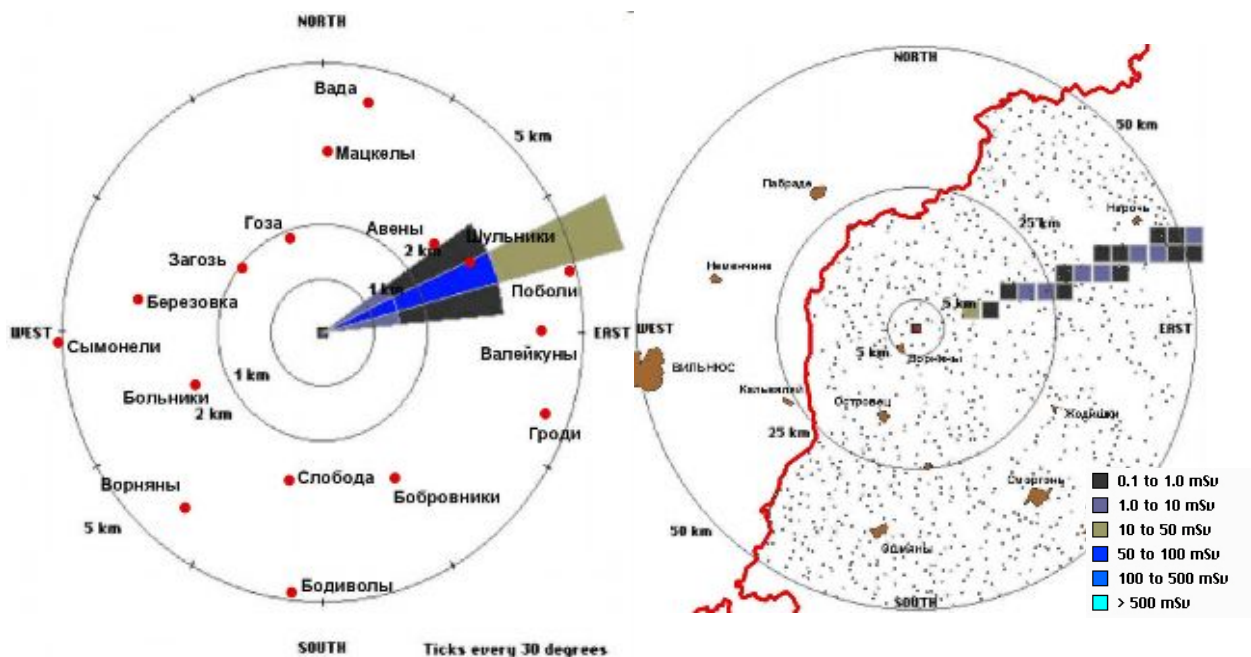 NORTH
Вада
5 km
Мацкелы
Гоза
Авены
2 km
Шульники
Загозь
1 km
Поболи
Березовка
WEST
EAST
Сымонели
Валейкуны
1 km
Больники
2 km
Гроди
Слобода
Ворняны
Бобровники
5 km
Бодиволы
SOUTH
Ticks every 30 degrees
NORTH
50 km
Пабраде
25 km
Нарочь
Неменчине
5 km
WEST
EAST
5 km
Ворняны
ВИЛЬНЮС
Островец
Жодишки
25 km
Сморгонь
50 km
SOUTH
0.1 to 1.0 mSv
1.0 to 10 mSv
10 to 50 mSv
50 to 100 mSv
100 to 500 mSv
> 500 mSv